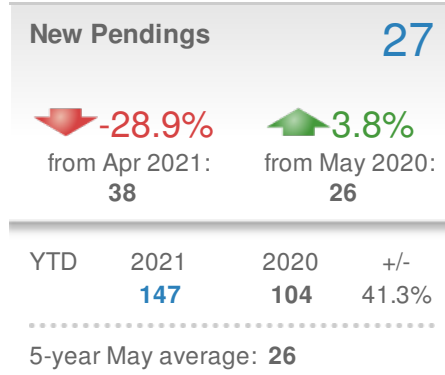 New Pendings 27
-28.9% 3.8%
from Apr 2021: from May 2020:
38 26
YTD 2021 2020 +/-
147 104 41.3%
5-year May average: 26